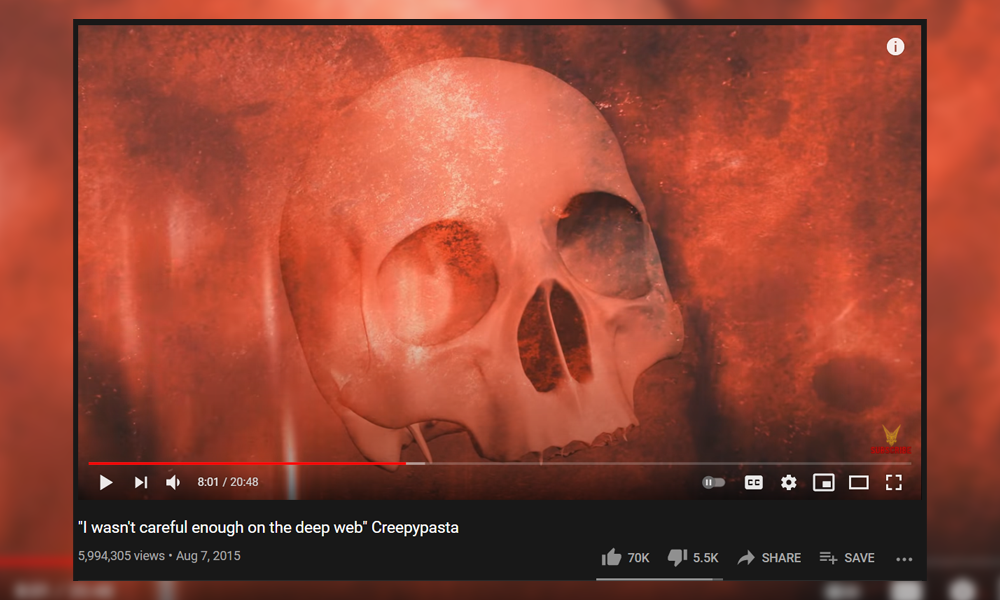 i
8:01 / 20:48
CC
"I wasn't careful enough on the deep web" Creepypasta
5,994,305 views • Aug 7, 2015
70K 5.5K SHARE SAVE